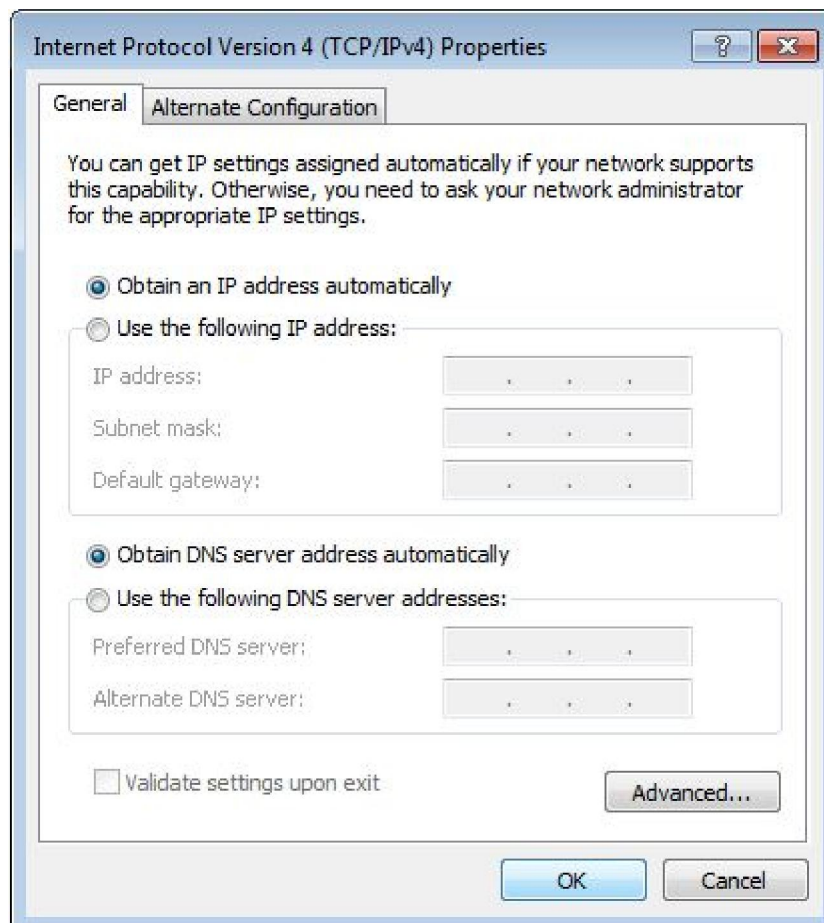 Internet Protocol Version 4 (TCP/IPv4) Properties
General
Alternate Configuration
You can get IP settings assigned automatically if your network supports
this capability. Otherwise, you need to ask your network administrator
for the appropriate IP settings.
Obtain an IP address automatically
Use the following IP address:
IP address:
Subnet mask:
Default gateway:
Obtain DNS server address automatically
Use the following DNS server addresses:
Preferred DNS server:
Alternate DNS server:
Validate settings upon exit
Advanced...
OK
Cancel